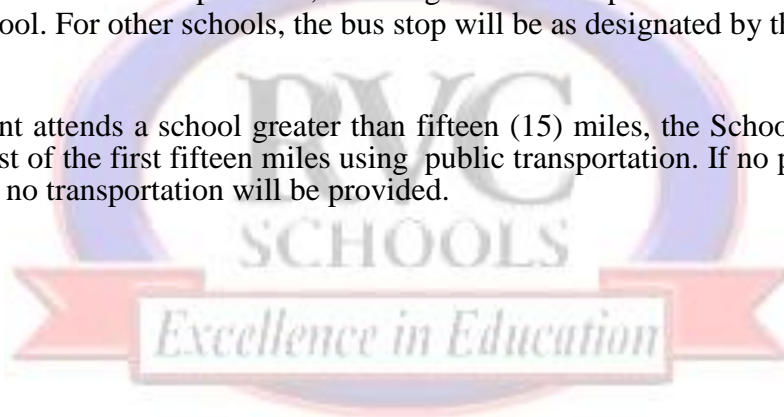 ool. For other schools, the bus stop will be as designated by th
nt attends a school greater than fifteen (15) miles, the Schoo
st of the first fifteen miles using public transportation. If no p
no transportation will be provided.
RVC
SCHOOLS
Excellence in Education